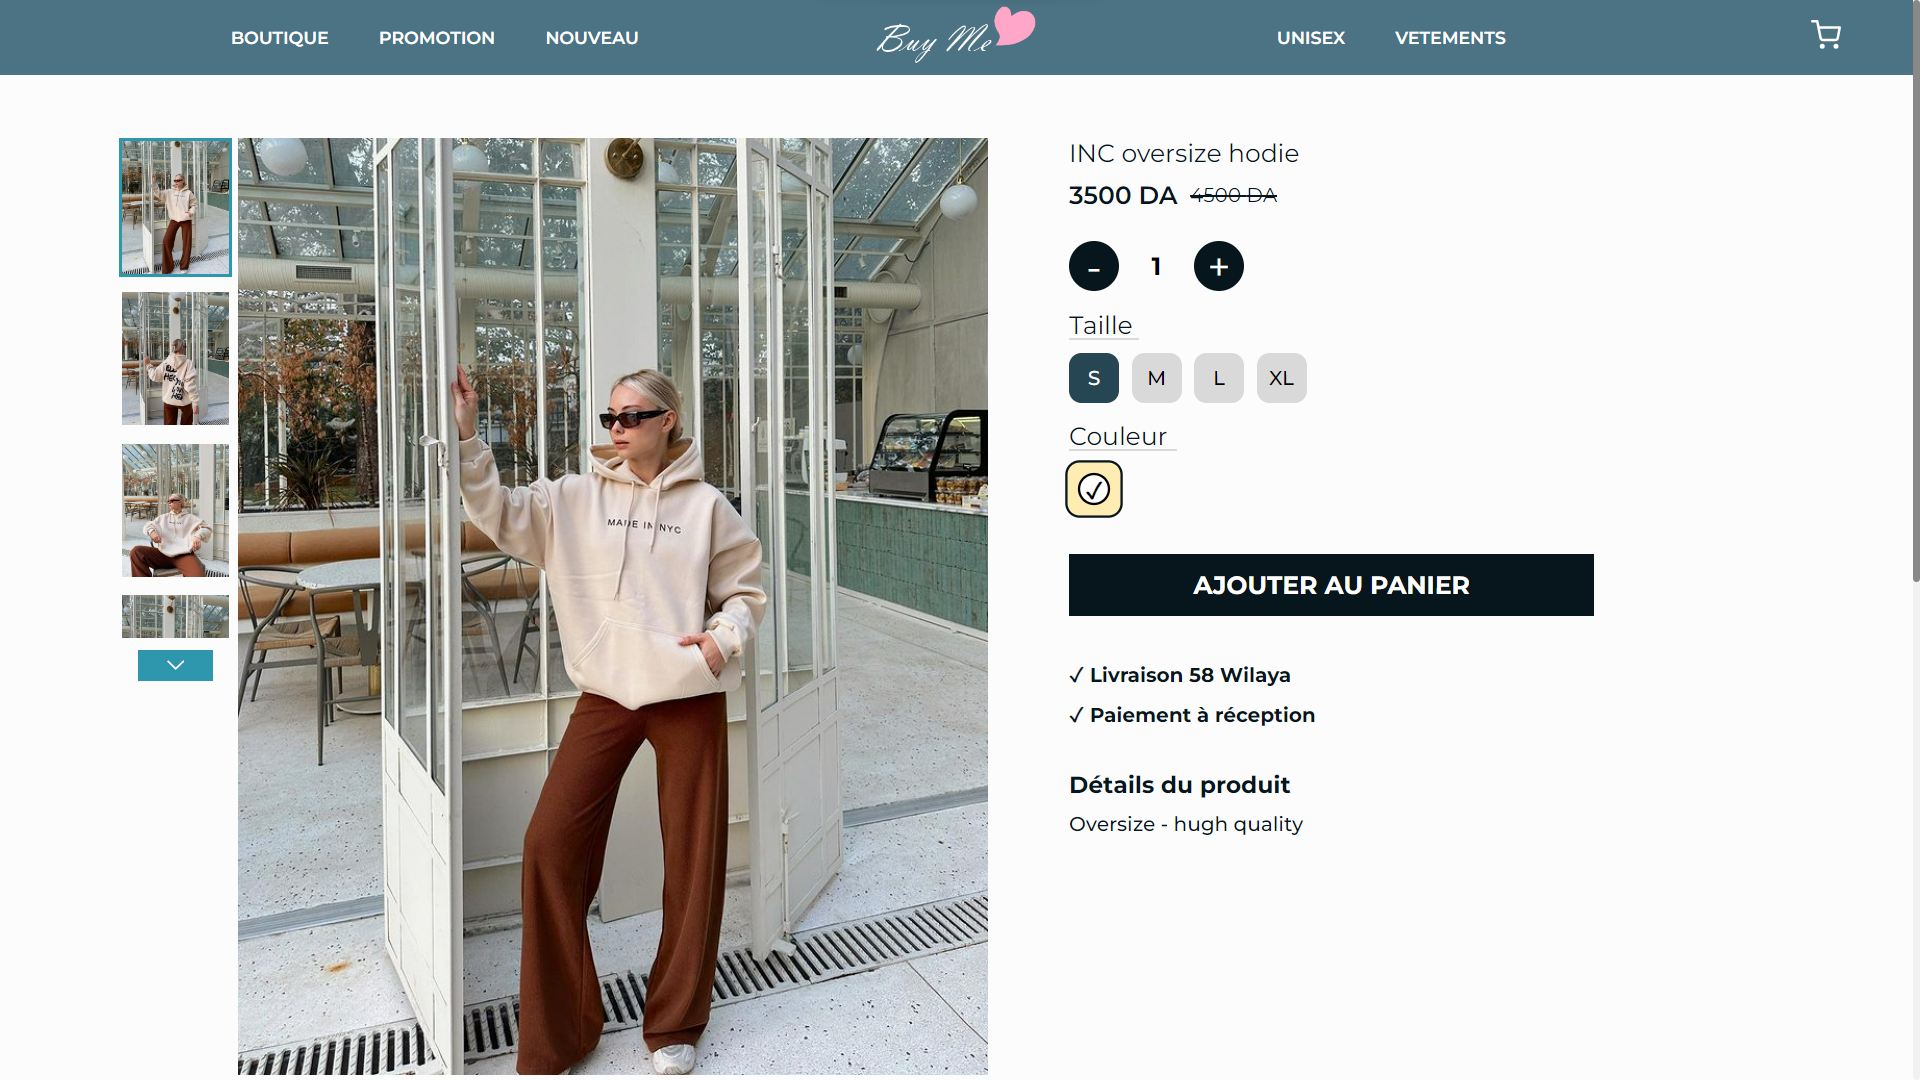 BOUTIQUE PROMOTION NOUVEAU Buy Me UNISEX VETEMENTS
INC oversize hodie
3500 DA 4500 DA
- 1 +
Taille
S M L XL
Couleur
MADE IN NYC
AJOUTER AU PANIER
✓ Livraison 58 Wilaya
✓ Paiement à réception
Détails du produit
Oversize - hugh quality